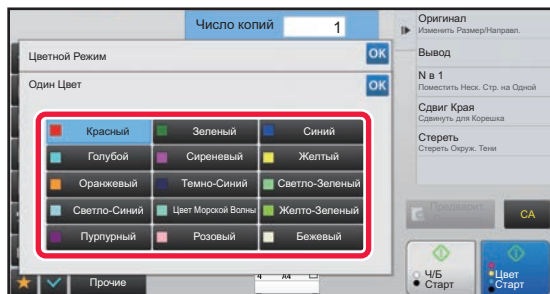 Число копий 1
Цветной Режим OK
Один Цвет OK
Красный Зеленый Синий
Голубой Сиреневый Желтый
Оранжевый Темно-Синий Светло-Зеленый
Светло-Синий Цвет Морской Волны Желто-Зеленый
Пурпурный Розовый Бежевый
Прочие
A4
Оригинал
Изменить Размер/Направл.
Вывод
N в 1
Поместить Неск. Стр. на Одной
Сдвиг Края
Сдвинуть для Корешка
Стереть
Стереть Окруж. Тени
Предварит.
CA
Ч/Б
Старт
Цвет
Старт